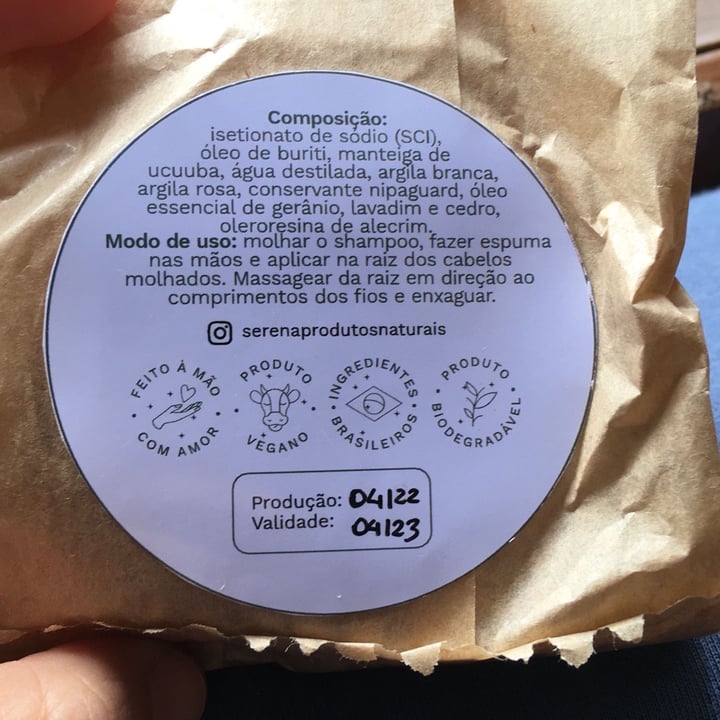 Composição:
isetionato de sódio (SCI),
óleo de buriti, manteiga de
ucuuba, água destilada, argila branca,
argila rosa, conservante nipaguard, óleo
essencial de gerânio, lavadim e cedro,
oleroresina de alecrim.
Modo de uso: molhar o shampoo, fazer espuma
nas mãos e aplicar na raiz dos cabelos
molhados. Massagear da raiz em direção ao
comprimentos dos fios e enxaguar.
serenaprodutosnaturais
FEITO À MÃO
COM AMOR
PRODUTO
VEGANO
INGREDIENTES
BRASILEIROS
PRODUTO
BIODEGRADÁVEL
Produção: 04/22
Validade: 04/23